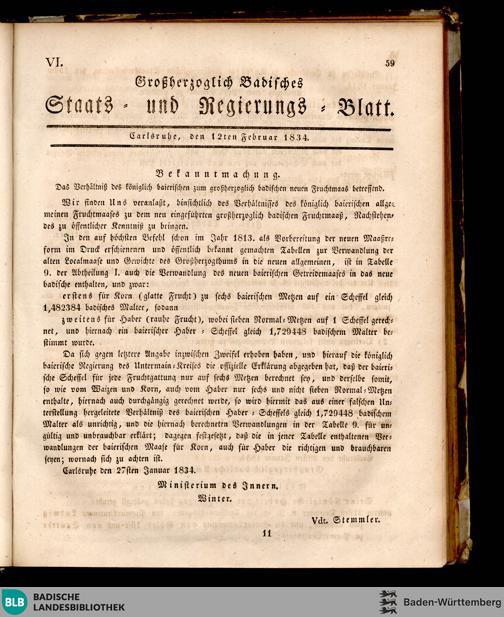 VI.
59
Großherzoglich Badisches
Staats- und Regierungs-Blatt.
Carlsruhe, den 12ten Februar 1834.
Bekanntmachung.
Das Verhältniß des königlich baierischen zum großherzoglich badischen neuen Fruchtmaas betreffend.
Wir finden Uns veranlaßt, hinsichtlich des Verhältnisses des königlich baierischen allge-
meinen Fruchtmaaßes zu dem neu eingeführten großherzoglich badischen Fruchtmaaß, Nachstehen-
des zu öffentlicher Kenntniß zu bringen.
In den auf höchsten Befehl schon im Jahr 1813. als Vorbereitung der neuen Maaßre-
form im Druck erschienenen und öffentlich bekannt gemachten Tabellen zur Verwandlung der
alten Localmaase und Gewichte des Großherzogthums in die neuen allgemeinen, ist in Tabelle
9. der Abtheilung I. auch die Verwandlung des neuen baierischen Getreidemaases in das neue
badische enthalten, und zwar:
erstens für Korn (glatte Frucht) zu sechs baierischen Metzen auf ein Scheffel gleich
1,482384 badisches Malter, sodann
zweitens für Haber (rauhe Frucht), wobei sieben Normal-Metzen auf 1 Scheffel gerech-
net, und hiernach ein baierischer Haber-Scheffel gleich 1,729448 badischem Malter be-
stimmt wurde.
Da sich gegen letztere Angabe inzwischen Zweifel erhoben haben, und hierauf die königlich
baierische Regierung des Untermain-Kreises die offizielle Erklärung abgegeben hat, daß der baieri-
sche Scheffel für jede Fruchtgattung nur auf sechs Metzen berechnet sey, und derselbe somit,
so wie vom Waizen und Korn, auch vom Haber nur sechs und nicht sieben Normal-Metzen
enthalte, hiernach auch durchgängig gerechnet werde, so wird hiermit das aus einer falschen Un-
terstellung hergeleitete Verhältniß des baierischen Haber-Scheffels gleich 1,729448 badischem
Malter als unrichtig, und die hiernach berechneten Verwandlungen in der Tabelle 9. für un-
gültig und unbrauchbar erklärt; dagegen festgesetzt, daß die in jener Tabelle enthaltenen Ver-
wandlungen der baierischen Maase für Korn, auch für Haber die richtigen und brauchbaren
seyen; wornach sich zu achten ist.
Carlsruhe den 27sten Januar 1834.
Ministerium des Innern.
Winter.
Vdt. Stemmler.
11
BLB BADISCHE
LANDESBIBLIOTHEK
Baden-Württemberg